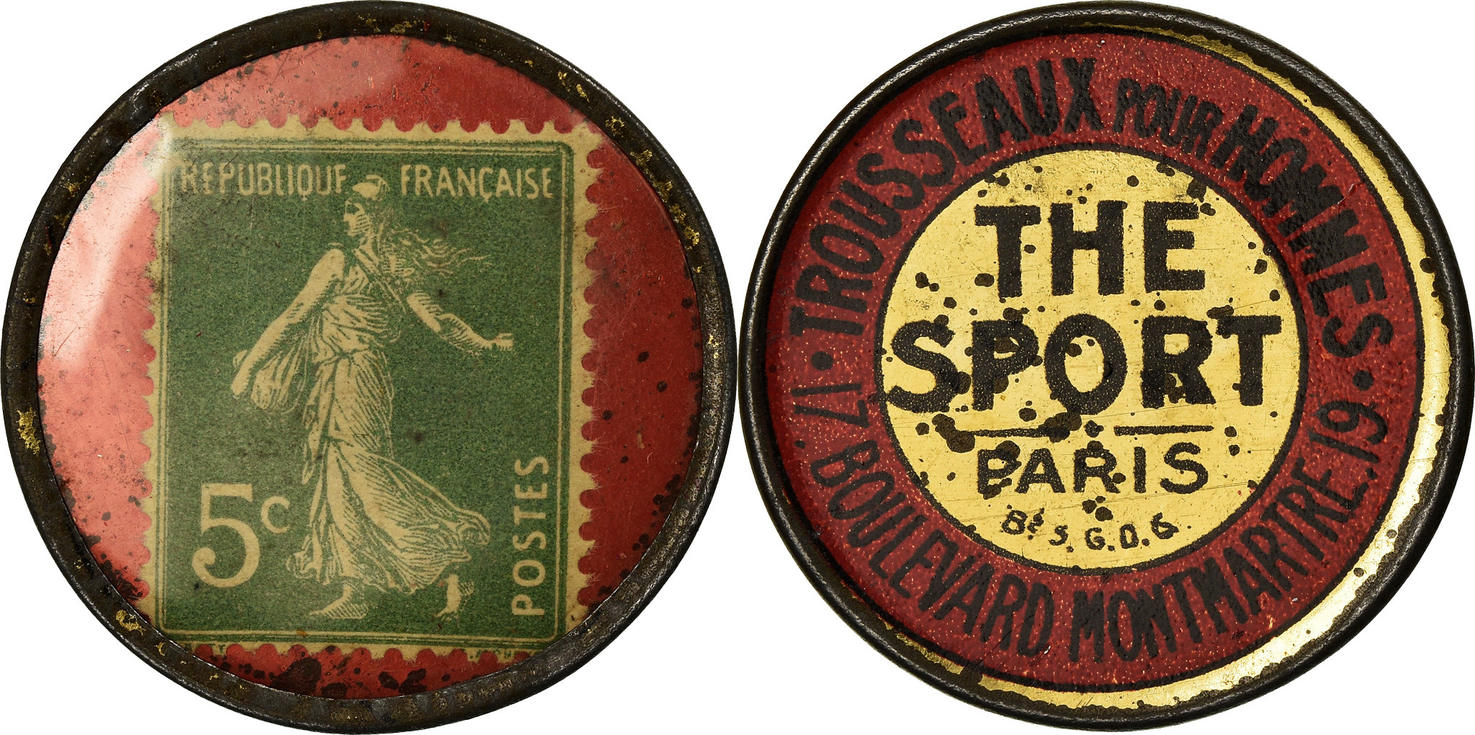 REPUBLIQUE FRANÇAISE
5c
POSTES
TROUSSEAUX POUR HOMMES
17. BOULEVARD MONTMARTRE. 19
THE
SPORT
PARIS
Bté S. G. D. G.